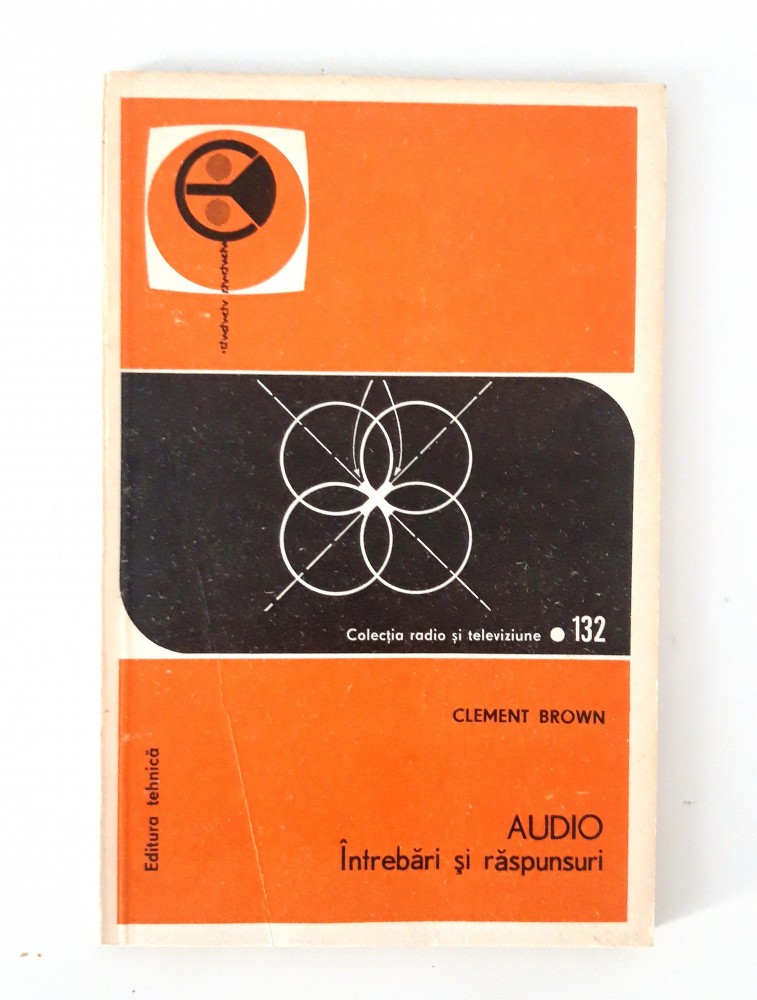 Colecția radio și televiziune • 132
CLEMENT BROWN
AUDIO
Întrebări și răspunsuri
Editura tehnică